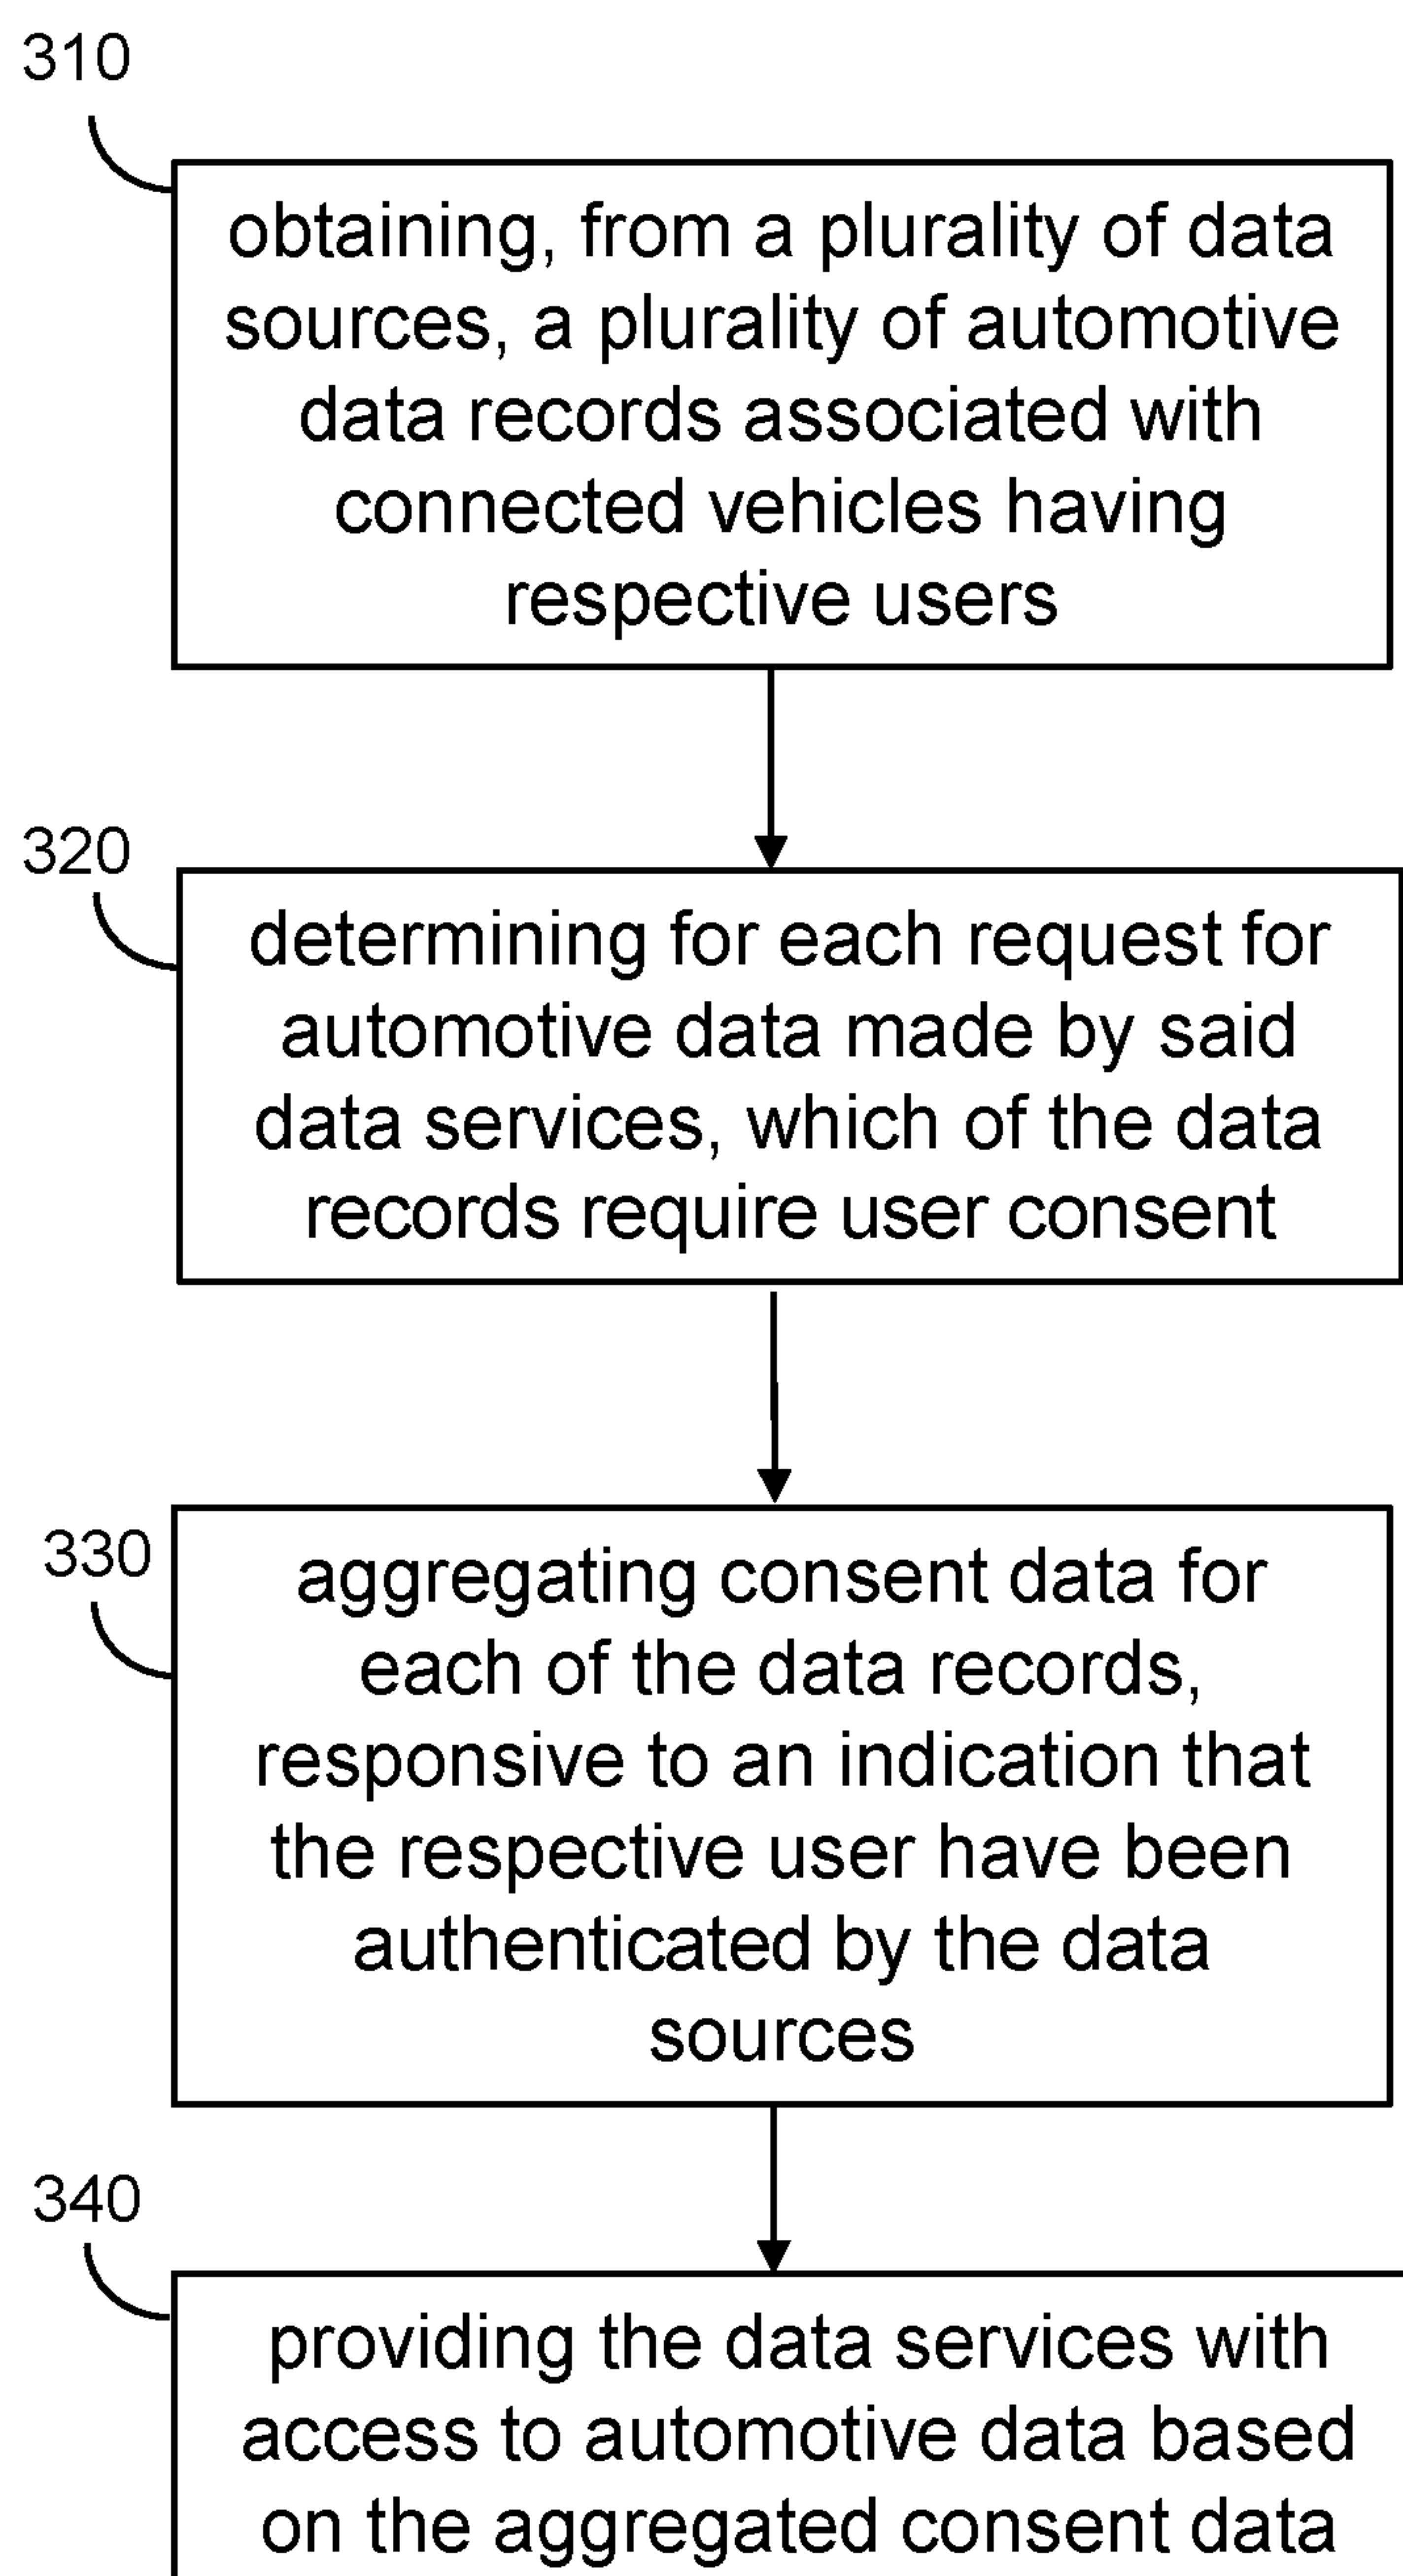 310
obtaining, from a plurality of data
sources, a plurality of automotive
data records associated with
connected vehicles having
respective users
320
determining for each request for
automotive data made by said
data services, which of the data
records require user consent
330
aggregating consent data for
each of the data records,
responsive to an indication that
the respective user have been
authenticated by the data
sources
340
providing the data services with
access to automotive data based
on the aggregated consent data